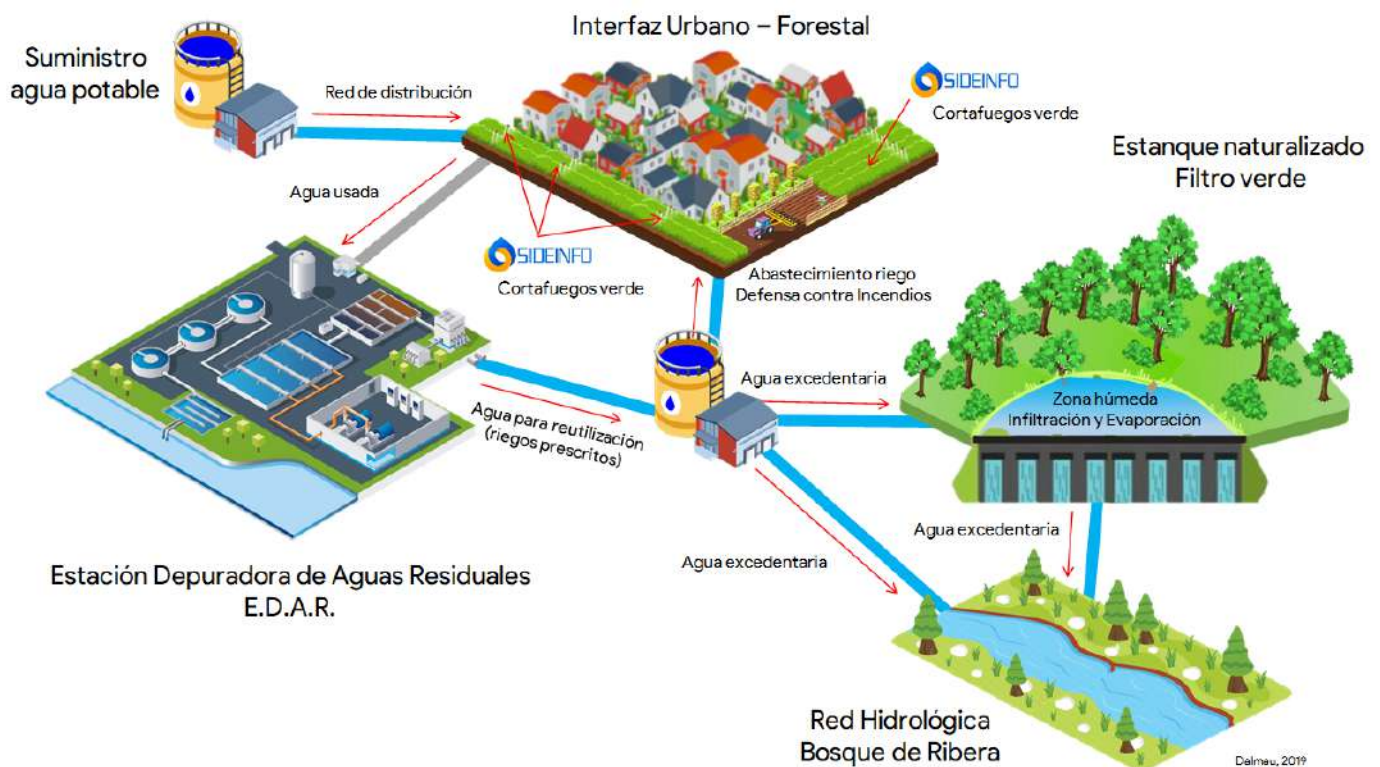 Interfaz Urbano – Forestal
Suministro
agua potable
Red de distribución
SIDEINFO
Cortafuegos verde
Estanque naturalizado
Filtro verde
Agua usada
SIDEINFO
Cortafuegos verde
Abastecimiento riego
Defensa contra Incendios
Agua excedentaria
Zona húmeda
Infiltración y Evaporación
Agua para reutilización
(riegos prescritos)
Agua excedentaria
Agua excedentaria
Estación Depuradora de Aguas Residuales
E.D.A.R.
Red Hidrológica
Bosque de Ribera
Dalmau, 2019